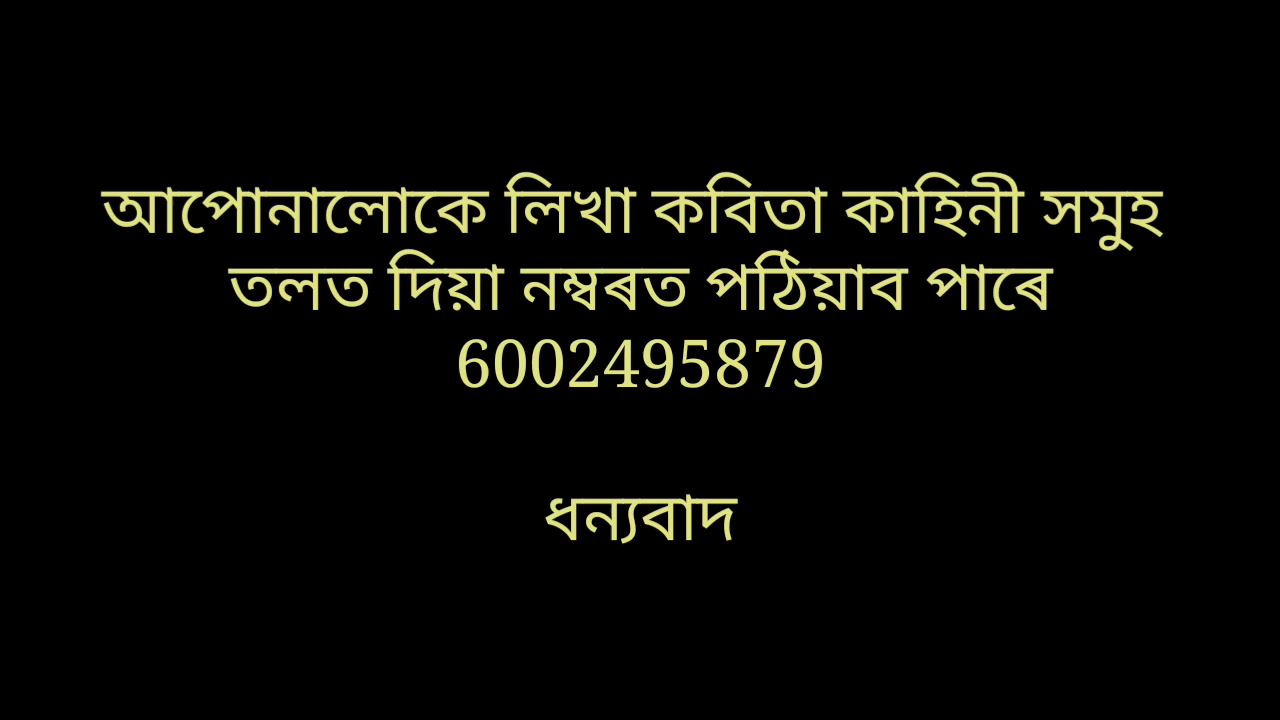 আপোনালোকে লিখা কবিতা কাহিনী সমুহ
তলত দিয়া নম্বৰত পঠিয়াব পাৰে
6002495879
ধন্যবাদ